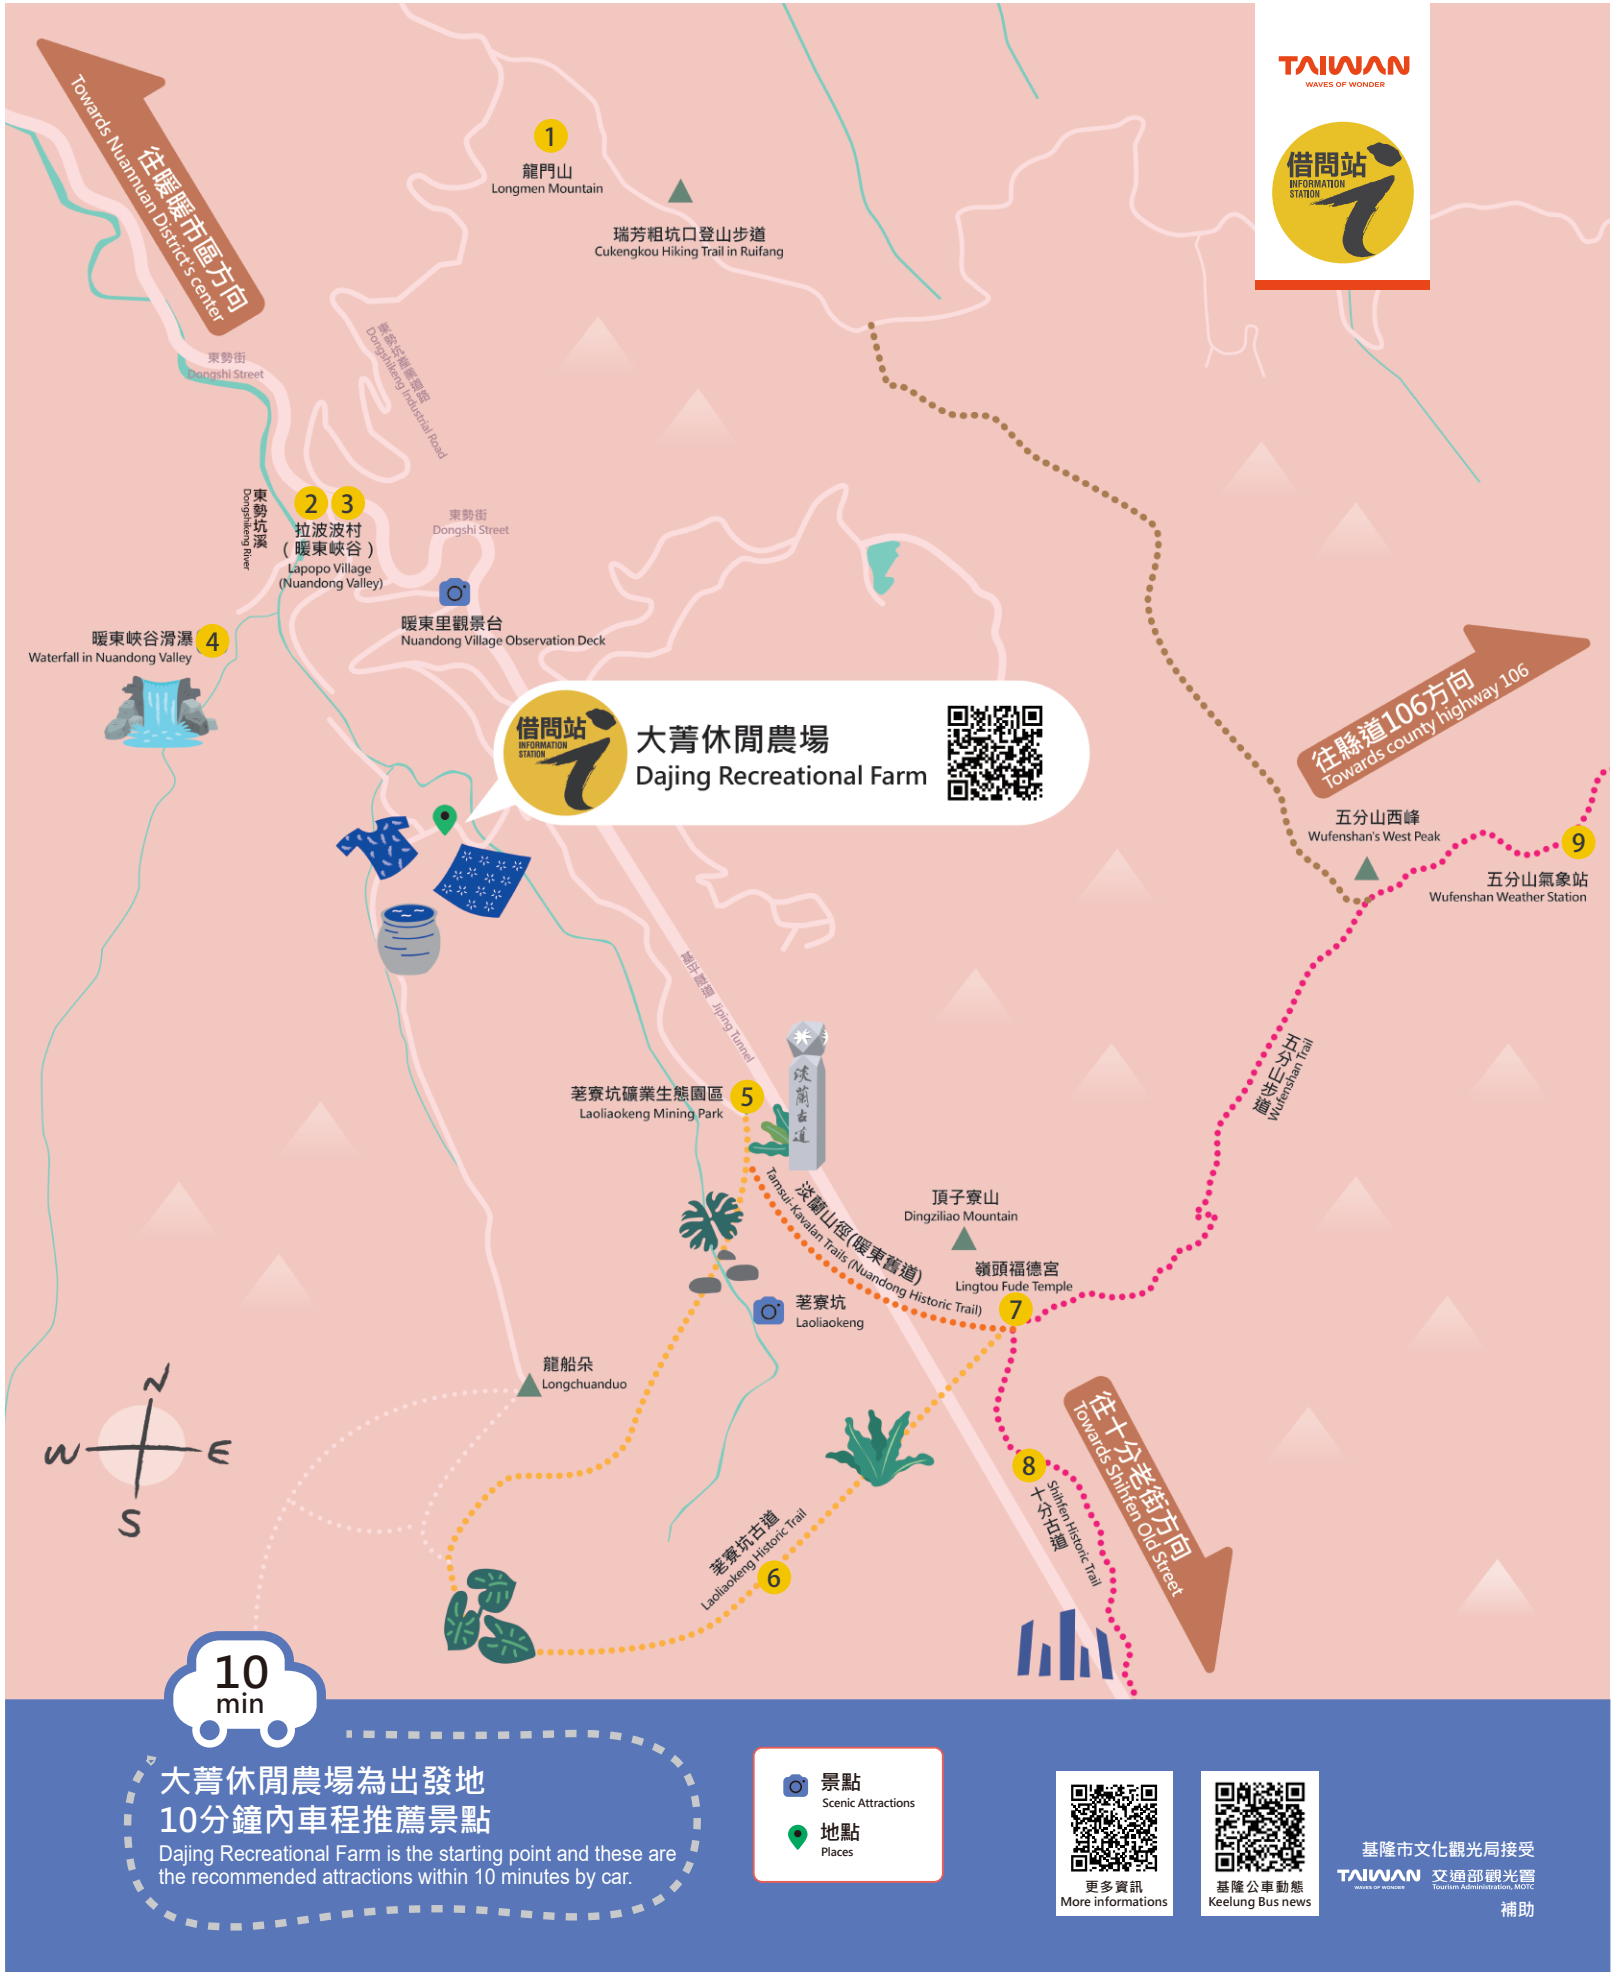 TAIWAN
WAVES OF WONDER
借問站
INFORMATION
STATION
往暖暖市區方向
Towards Nuannuan District's center
1
龍門山
Longmen Mountain
瑞芳粗坑口登山步道
Cukengkou Hiking Trail in Ruifang
東勢街
Dongshi Street
東勢坑產業道路
Dongshikeng Industrial Road
東勢坑溪
Dongshikeng River
2 3
拉波波村
(暖東峽谷)
Lapopo Village
(Nuandong Valley)
東勢街
Dongshi Street
暖東里觀景台
Nuandong Village Observation Deck
暖東峽谷滑瀑
Waterfall in Nuandong Valley
4
借問站
INFORMATION
STATION
大菁休閒農場
Dajing Recreational Farm
往縣道106方向
Towards county highway 106
五分山西峰
Wufenshan's West Peak
9
五分山氣象站
Wufenshan Weather Station
Jiping Tunnel
五分山步道
Wufenshan Trail
荖寮坑礦業生態園區
Laoliaokeng Mining Park
5
淡蘭古道
淡蘭山徑(暖東舊道)
Tamsui-Kavalan Trails (Nuandong Historic Trail)
頂子寮山
Dingziliao Mountain
嶺頭福德宮
Lingtou Fude Temple
7
荖寮坑
Laoliaokeng
龍船朵
Longchuanduo
N
W E
S
8
十分古道
Shihfen Historic Trail
往十分老街方向
Towards Shihfen Old Street
荖寮坑古道
Laoliaokeng Historic Trail
6
10
min
大菁休閒農場為出發地
10分鐘內車程推薦景點
Dajing Recreational Farm is the starting point and these are
the recommended attractions within 10 minutes by car.
景點
Scenic Attractions
地點
Places
更多資訊
More informations
基隆公車動態
Keelung Bus news
基隆市文化觀光局接受
TAIWAN
WAVES OF WONDER
交通部觀光署
Tourism Administration, MOTC
補助